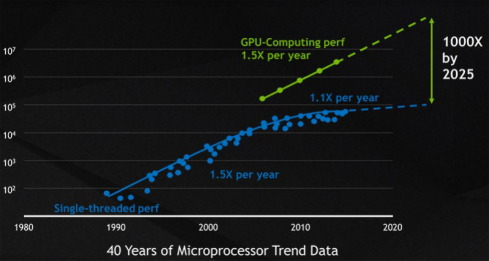 GPU-Computing perf
1.5X per year
1000X
by
2025
10⁷
10⁶
1.1X per year
10⁵
10⁴
10³
1.5X per year
10²
Single-threaded perf
1980
1990
2000
2010
2020
40 Years of Microprocessor Trend Data